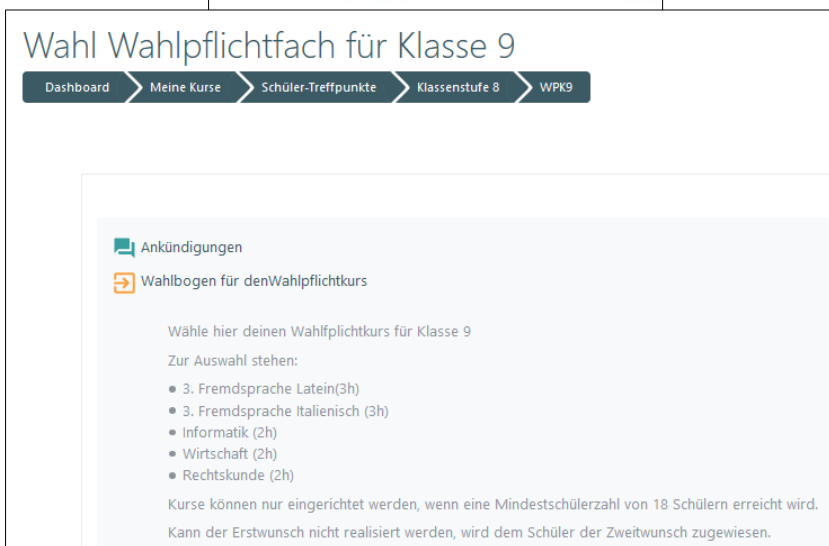 Wahl Wahlpflichtfach für Klasse 9
Dashboard Meine Kurse Schüler-Treffpunkte Klassenstufe 8 WPK9
Ankündigungen
Wahlbogen für denWahlpflichtkurs
Wähle hier deinen Wahlfplichtkurs für Klasse 9
Zur Auswahl stehen:
• 3. Fremdsprache Latein(3h)
• 3. Fremdsprache Italienisch (3h)
• Informatik (2h)
• Wirtschaft (2h)
• Rechtskunde (2h)
Kurse können nur eingerichtet werden, wenn eine Mindestschülerzahl von 18 Schülern erreicht wird.
Kann der Erstwunsch nicht realisiert werden, wird dem Schüler der Zweitwunsch zugewiesen.